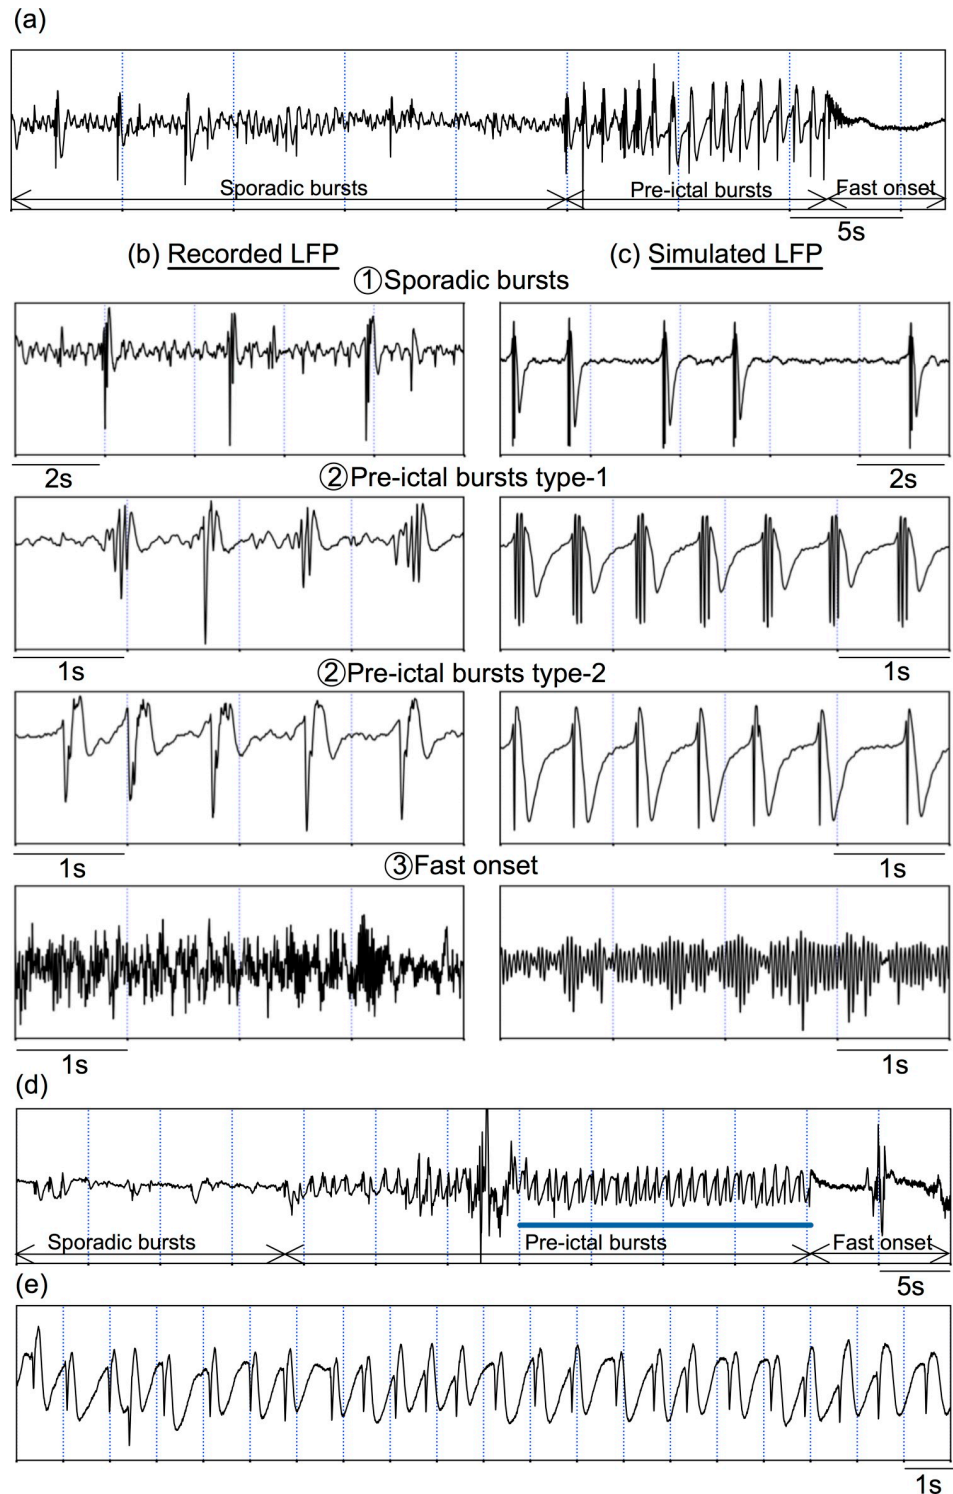 (a)
Sporadic bursts Pre-ictal bursts Fast onset
5s
(b) Recorded LFP (c) Simulated LFP
①Sporadic bursts
2s 2s
②Pre-ictal bursts type-1
1s 1s
②Pre-ictal bursts type-2
1s 1s
③Fast onset
1s 1s
(d)
Sporadic bursts Pre-ictal bursts Fast onset
5s
(e)
1s